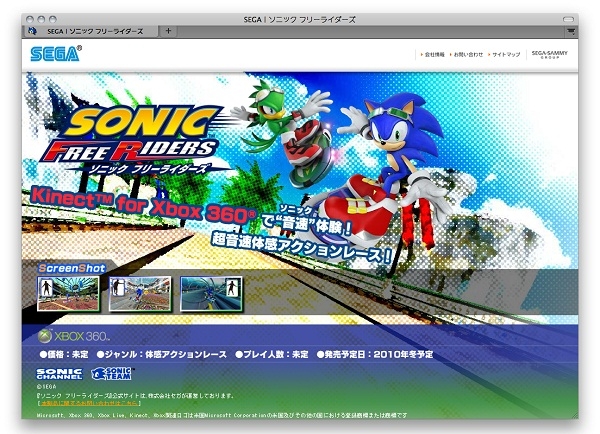 SEGA | ソニック フリーライダーズ
SEGA | ソニック フリーライダーズ
SEGA®
会社情報 お問い合わせ サイトマップ
SEGA SAMMY
GROUP
SONIC
FREE RIDERS
ソニック フリーライダーズ
Kinect™ for Xbox 360® で"音速"体験！
ソニック
超音速体感アクションレース！
ScreenShot
XBOX 360™
●価格：未定 ●ジャンル：体感アクションレース ●プレイ人数：未定 ●発売予定日：2010年冬予定
SONIC CHANNEL
SONIC TEAM
©SEGA
『ソニック フリーライダーズ』公式サイトは、株式会社セガが運営しております。
Microsoft, Xbox 360, Xbox Live, Kinect, Xbox関連ロゴは米国Microsoft Corporationの米国及びその他の国における登録商標または商標です